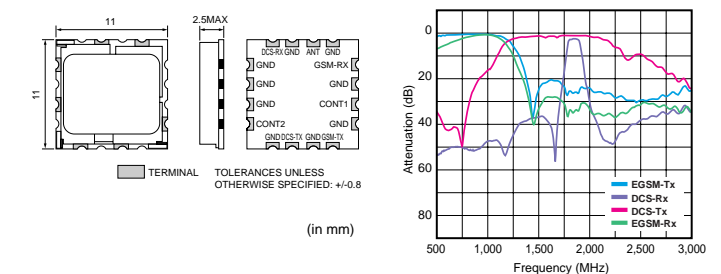 11
11
2.5MAX
DCS-RX GND ANT GND
GND GSM-RX
GND GND
GND CONT1
CONT2 GND
GND DCS-TX GND GSM-TX
TERMINAL
TOLERANCES UNLESS
OTHERWISE SPECIFIED: +/-0.8
(in mm)
Attenuation (dB)
0
20
40
60
80
EGSM-Tx
DCS-Rx
DCS-Tx
EGSM-Rx
500 1,000 1,500 2,000 2,500 3,000
Frequency (MHz)